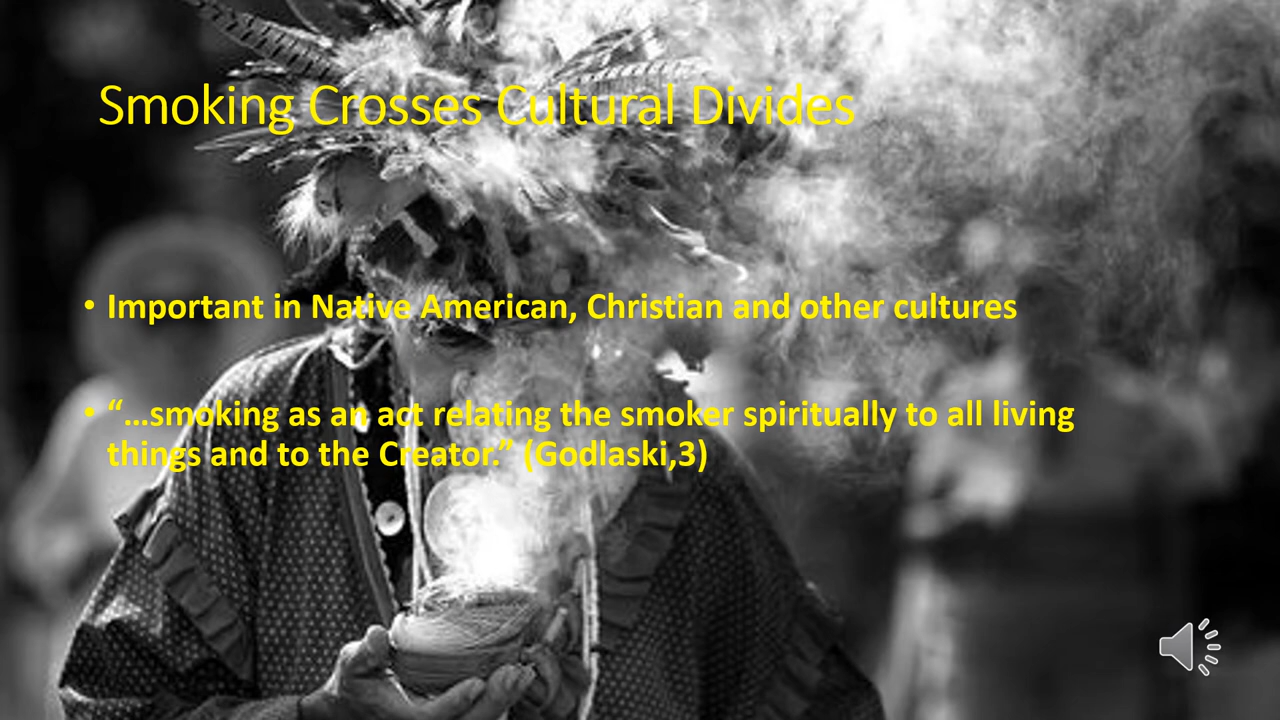 Smoking Crosses Cultural Divides
• Important in Native American, Christian and other cultures
• “…smoking as an act relating the smoker spiritually to all living
things and to the Creator.” (Godlaski,3)